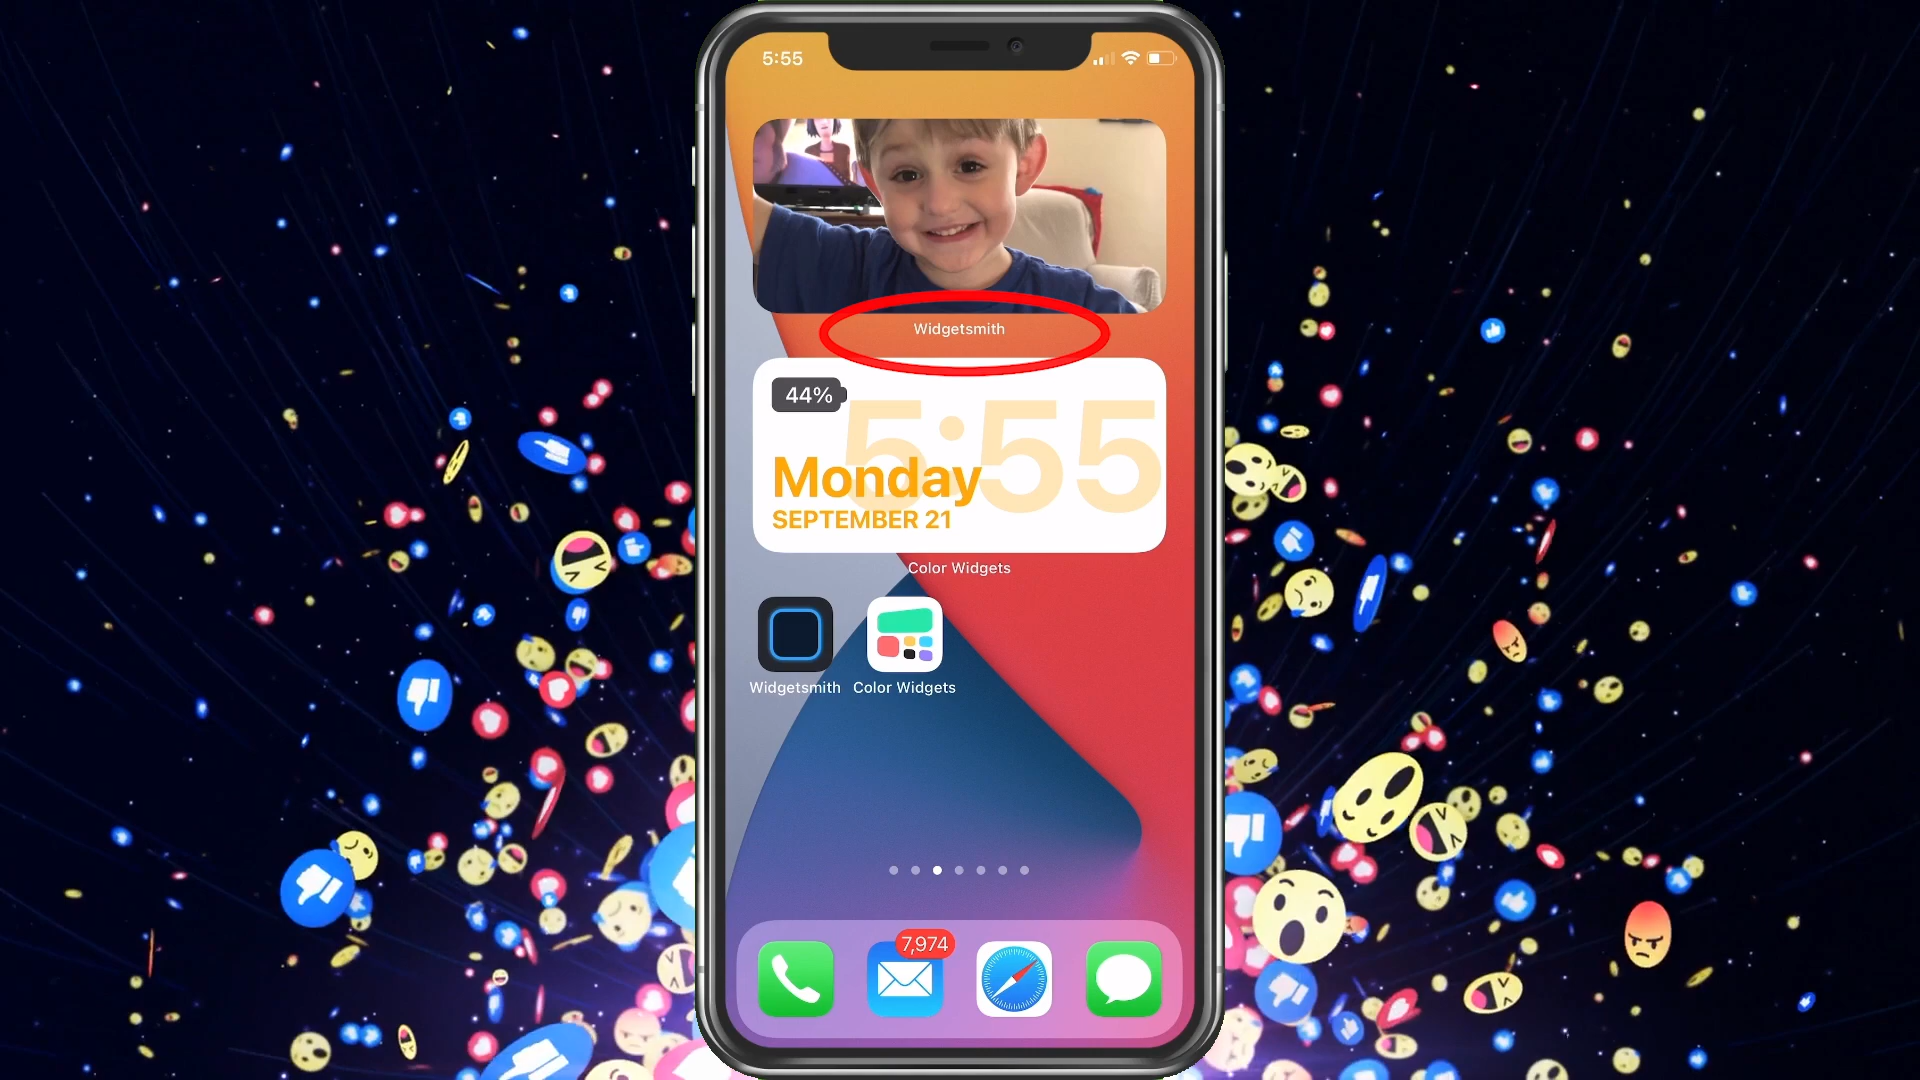 5:55
Widgetsmith
44%
5:55
Monday
SEPTEMBER 21
Color Widgets
Widgetsmith
Color Widgets
7,974